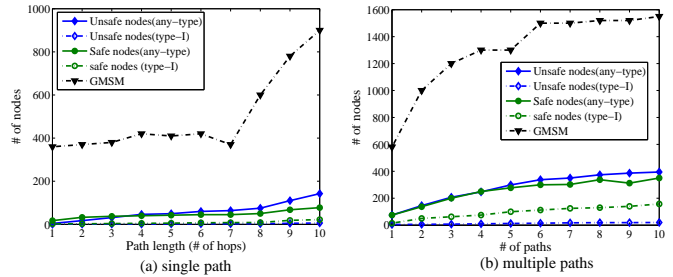 1000
800
600
400
200
0
# of nodes
Unsafe nodes(any-type)
Unsafe nodes(type-I)
Safe nodes(any-type)
safe nodes (type-I)
GMSM
1 2 3 4 5 6 7 8 9 10
Path length (# of hops)
(a) single path
1600
1400
1200
1000
800
600
400
200
0
# of nodes
Unsafe nodes(any-type)
Unsafe nodes(type-I)
Safe nodes(any-type)
safe nodes (type-I)
GMSM
1 2 3 4 5 6 7 8 9 10
# of paths
(b) multiple paths